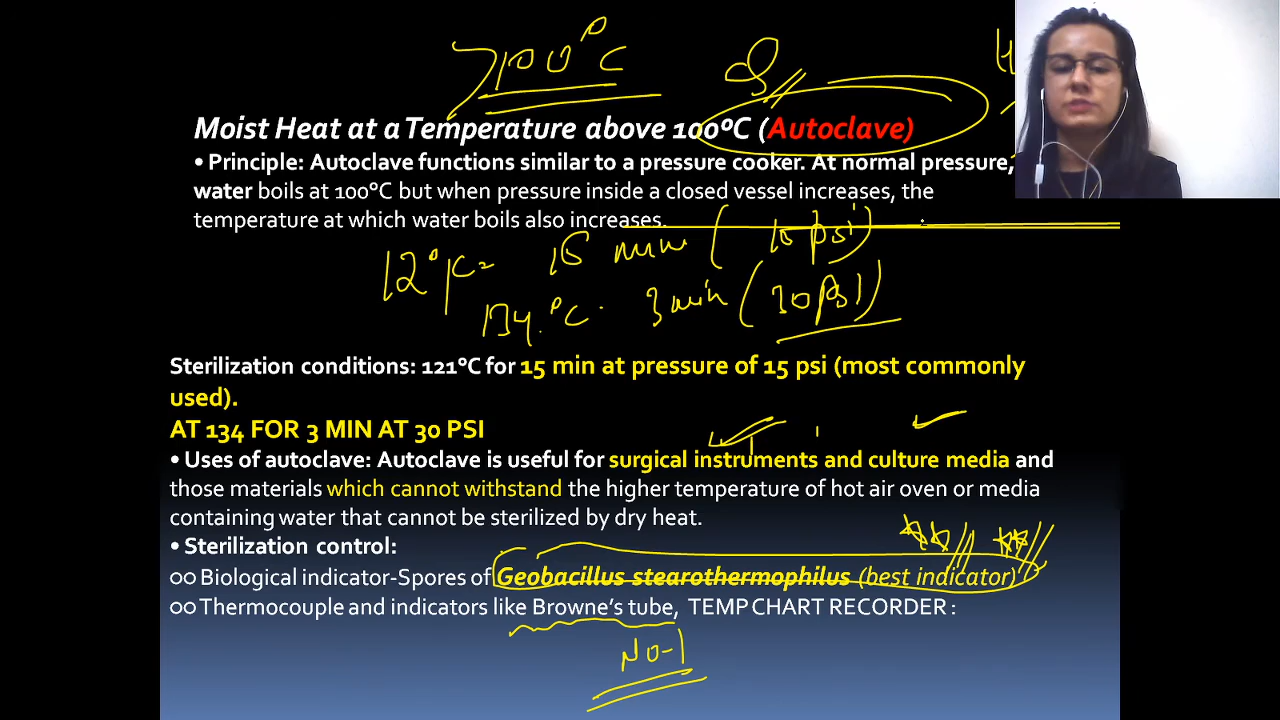 >100°C
Moist Heat at a Temperature above 100°C (Autoclave)
• Principle: Autoclave functions similar to a pressure cooker. At normal pressure,
water boils at 100°C but when pressure inside a closed vessel increases, the
temperature at which water boils also increases.
121°C = 15 min (15 psi)
134°C 3 min (30 PSI)
Sterilization conditions: 121°C for 15 min at pressure of 15 psi (most commonly
used).
AT 134 FOR 3 MIN AT 30 PSI
• Uses of autoclave: Autoclave is useful for surgical instruments and culture media and
those materials which cannot withstand the higher temperature of hot air oven or media
containing water that cannot be sterilized by dry heat.
• Sterilization control:
oo Biological indicator-Spores of Geobacillus stearothermophilus (best indicator)
oo Thermocouple and indicators like Browne's tube, TEMP CHART RECORDER :
No-1